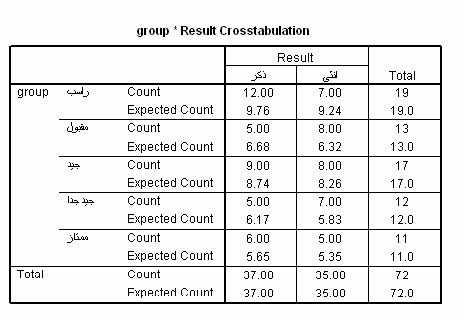 group * Result Crosstabulation
Result
ذكر انثى Total
group راسب Count 12.00 7.00 19
Expected Count 9.76 9.24 19.0
مقبول Count 5.00 8.00 13
Expected Count 6.68 6.32 13.0
جيد Count 9.00 8.00 17
Expected Count 8.74 8.26 17.0
جيد جدا Count 5.00 7.00 12
Expected Count 6.17 5.83 12.0
ممتاز Count 6.00 5.00 11
Expected Count 5.65 5.35 11.0
Total Count 37.00 35.00 72
Expected Count 37.00 35.00 72.0